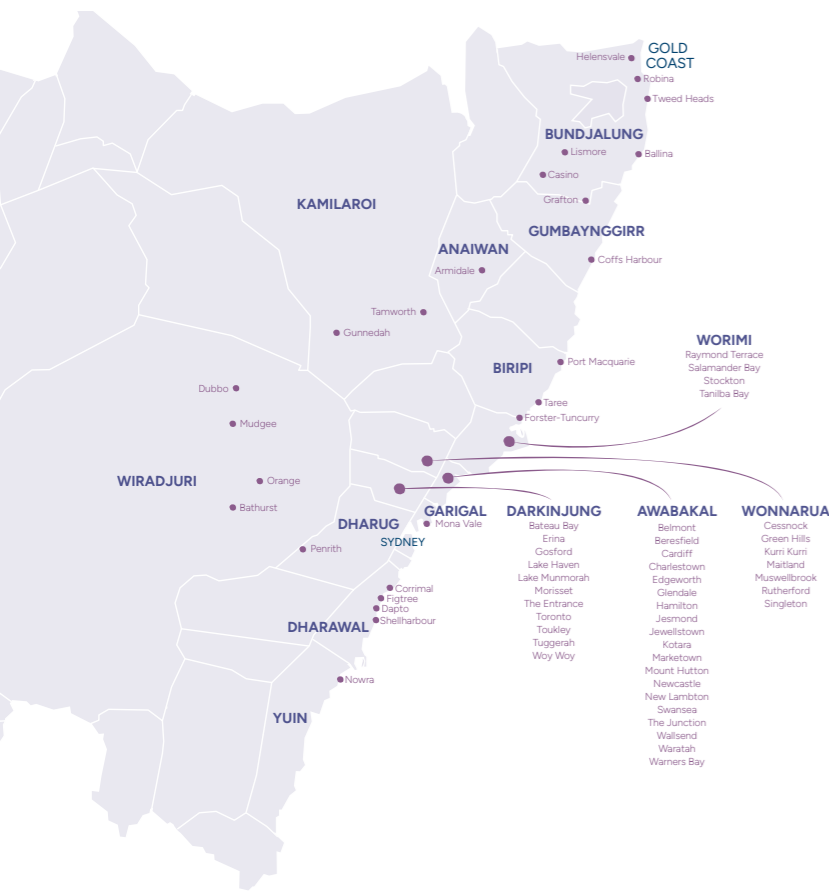 GOLD
COAST
Helensvale
Robina
Tweed Heads
BUNDJALUNG
Lismore
Ballina
Casino
Grafton
KAMILAROI
GUMBAYNGGIRR
ANAIWAN
Coffs Harbour
Armidale
Tamworth
Gunnedah
WORIMI
Raymond Terrace
Salamander Bay
Stockton
Tanilba Bay
BIRIPI
Port Macquarie
Dubbo
Taree
Forster-Tuncurry
Mudgee
WIRADJURI
Orange
Bathurst
DHARUG
GARIGAL
Mona Vale
SYDNEY
Penrith
DARKINJUNG
Bateau Bay
Erina
Gosford
Lake Haven
Lake Munmorah
Morisset
The Entrance
Toronto
Toukley
Tuggerah
Woy Woy
AWABAKAL
Belmont
Beresfield
Cardiff
Charlestown
Edgeworth
Glendale
Hamilton
Jesmond
Jewellstown
Kotara
Marketown
Mount Hutton
Newcastle
New Lambton
Swansea
The Junction
Wallsend
Waratah
Warners Bay
WONNARUA
Cessnock
Green Hills
Kurri Kurri
Maitland
Muswellbrook
Rutherford
Singleton
Corrimal
Figtree
Dapto
Shellharbour
DHARAWAL
Nowra
YUIN